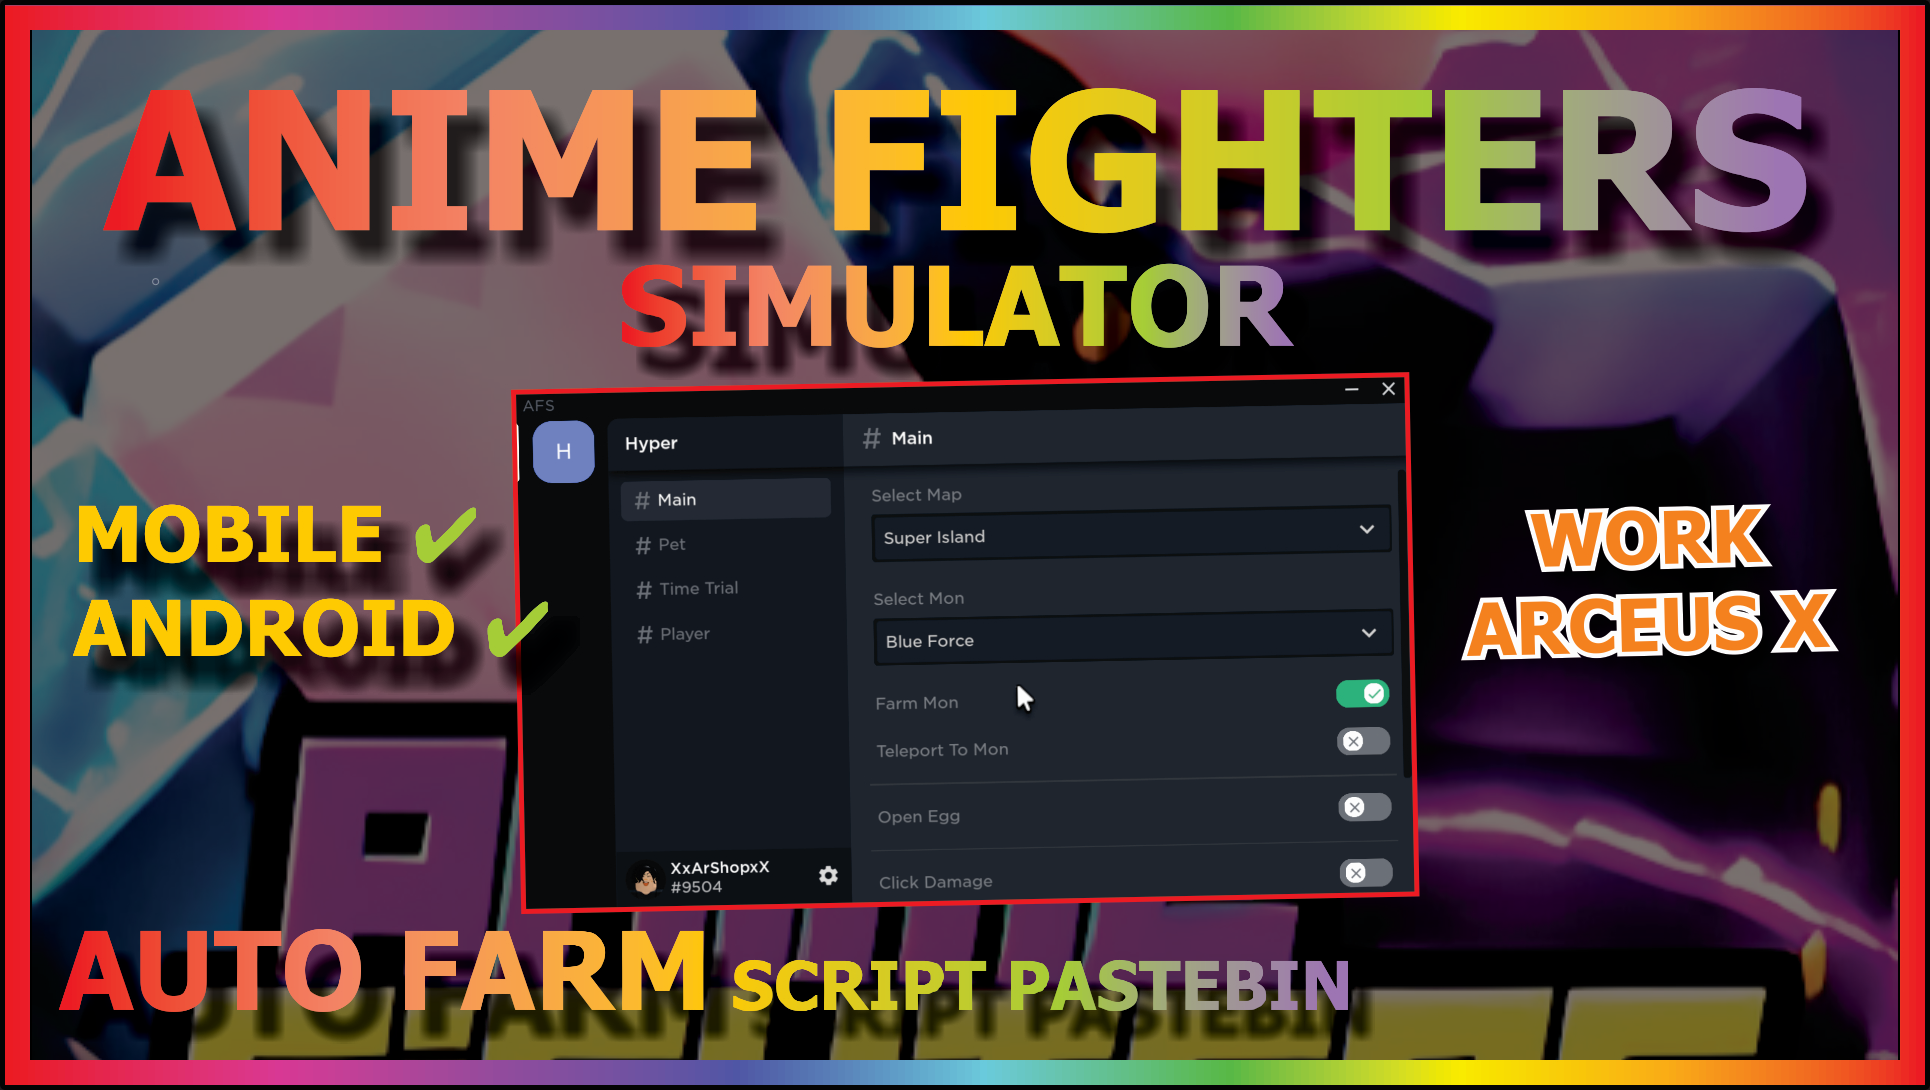 ANIME FIGHTERS
SIMULATOR
AFS
H
Hyper
# Main
# Main
# Pet
# Time Trial
# Player
Select Map
Super Island
Select Mon
Blue Force
Farm Mon
Teleport To Mon
Open Egg
Click Damage
XxArShopxX
#9504
MOBILE ✔
ANDROID ✔
WORK
ARCEUS X
AUTO FARM SCRIPT PASTEBIN